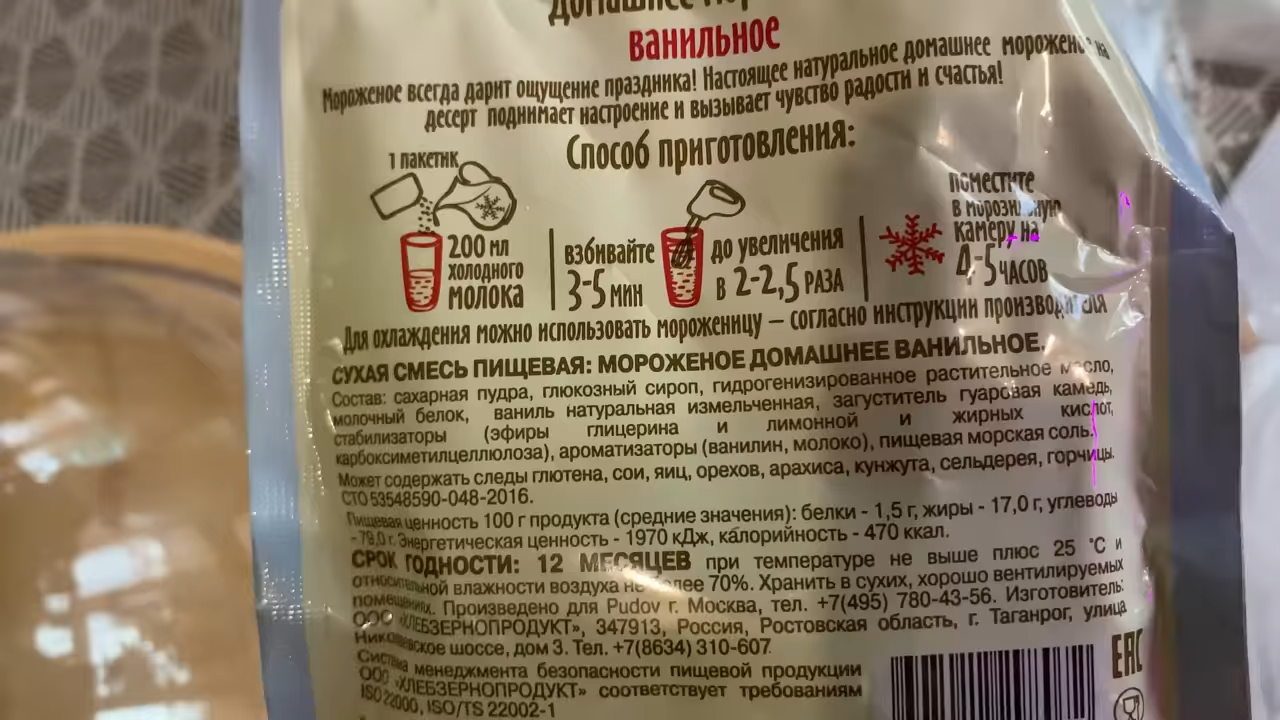 домашнее
ванильное
Мороженое всегда дарит ощущение праздника! Настоящее натуральное домашнее мороженое на
десерт поднимает настроение и вызывает чувство радости и счастья!
Способ приготовления:
1 пакетик
200 мл
холодного
молока
взбивайте
3-5 мин
до увеличения
в 2-2,5 раза
поместите
в морозильную
камеру на
4-5 часов
Для охлаждения можно использовать мороженицу – согласно инструкции производителя
СУХАЯ СМЕСЬ ПИЩЕВАЯ: МОРОЖЕНОЕ ДОМАШНЕЕ ВАНИЛЬНОЕ.
Состав: сахарная пудра, глюкозный сироп, гидрогенизированное растительное масло,
молочный белок, ваниль натуральная измельченная, загуститель гуаровая камедь,
стабилизаторы (эфиры глицерина и лимонной и жирных кислот,
карбоксиметилцеллюлоза), ароматизаторы (ванилин, молоко), пищевая морская соль.
Может содержать следы глютена, сои, яиц, орехов, арахиса, кунжута, сельдерея, горчицы.
СТО 53548590-048-2016.
Пищевая ценность 100 г продукта (средние значения): белки - 1,5 г, жиры - 17,0 г, углеводы
- 79,0 г. Энергетическая ценность - 1970 кДж, калорийность - 470 ккал.
СРОК ГОДНОСТИ: 12 МЕСЯЦЕВ при температуре не выше плюс 25 °С и
относительной влажности воздуха не более 70%. Хранить в сухих, хорошо вентилируемых
помещениях. Произведено для Pudov г. Москва, тел. +7(495) 780-43-56. Изготовитель:
ООО «ХЛЕБЗЕРНОПРОДУКТ», 347913, Россия, Ростовская область, г. Таганрог, улица
Николаевское шоссе, дом 3. Тел. +7(8634) 310-607
Система менеджмента безопасности пищевой продукции
ООО «ХЛЕБЗЕРНОПРОДУКТ» соответствует требованиям
ISO 22000, ISO/TS 22002-1
EAC